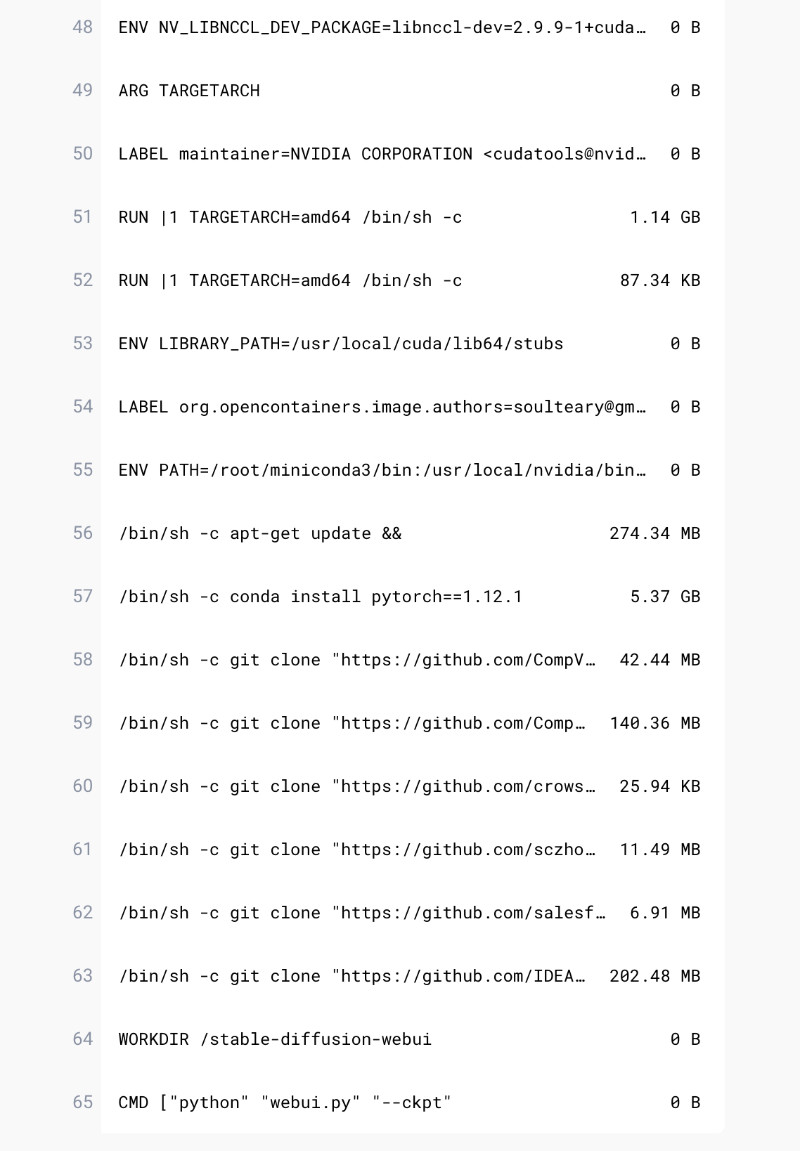 48 ENV NV_LIBNCCL_DEV_PACKAGE=libnccl-dev=2.9.9-1+cuda… 0 B
49 ARG TARGETARCH 0 B
50 LABEL maintainer=NVIDIA CORPORATION <cudatools@nvid… 0 B
51 RUN |1 TARGETARCH=amd64 /bin/sh -c 1.14 GB
52 RUN |1 TARGETARCH=amd64 /bin/sh -c 87.34 KB
53 ENV LIBRARY_PATH=/usr/local/cuda/lib64/stubs 0 B
54 LABEL org.opencontainers.image.authors=soulteary@gm… 0 B
55 ENV PATH=/root/miniconda3/bin:/usr/local/nvidia/bin… 0 B
56 /bin/sh -c apt-get update && 274.34 MB
57 /bin/sh -c conda install pytorch==1.12.1 5.37 GB
58 /bin/sh -c git clone "https://github.com/CompV… 42.44 MB
59 /bin/sh -c git clone "https://github.com/Comp… 140.36 MB
60 /bin/sh -c git clone "https://github.com/crows… 25.94 KB
61 /bin/sh -c git clone "https://github.com/sczho… 11.49 MB
62 /bin/sh -c git clone "https://github.com/salesf… 6.91 MB
63 /bin/sh -c git clone "https://github.com/IDEA… 202.48 MB
64 WORKDIR /stable-diffusion-webui 0 B
65 CMD ["python" "webui.py" "--ckpt" 0 B